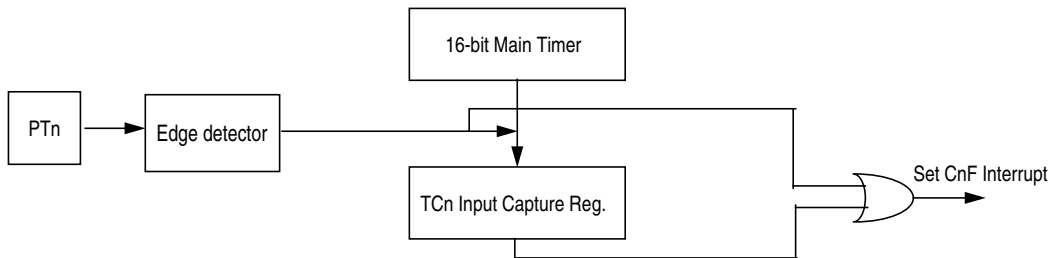 16-bit Main Timer
PTn
Edge detector
TCn Input Capture Reg.
Set CnF Interrupt